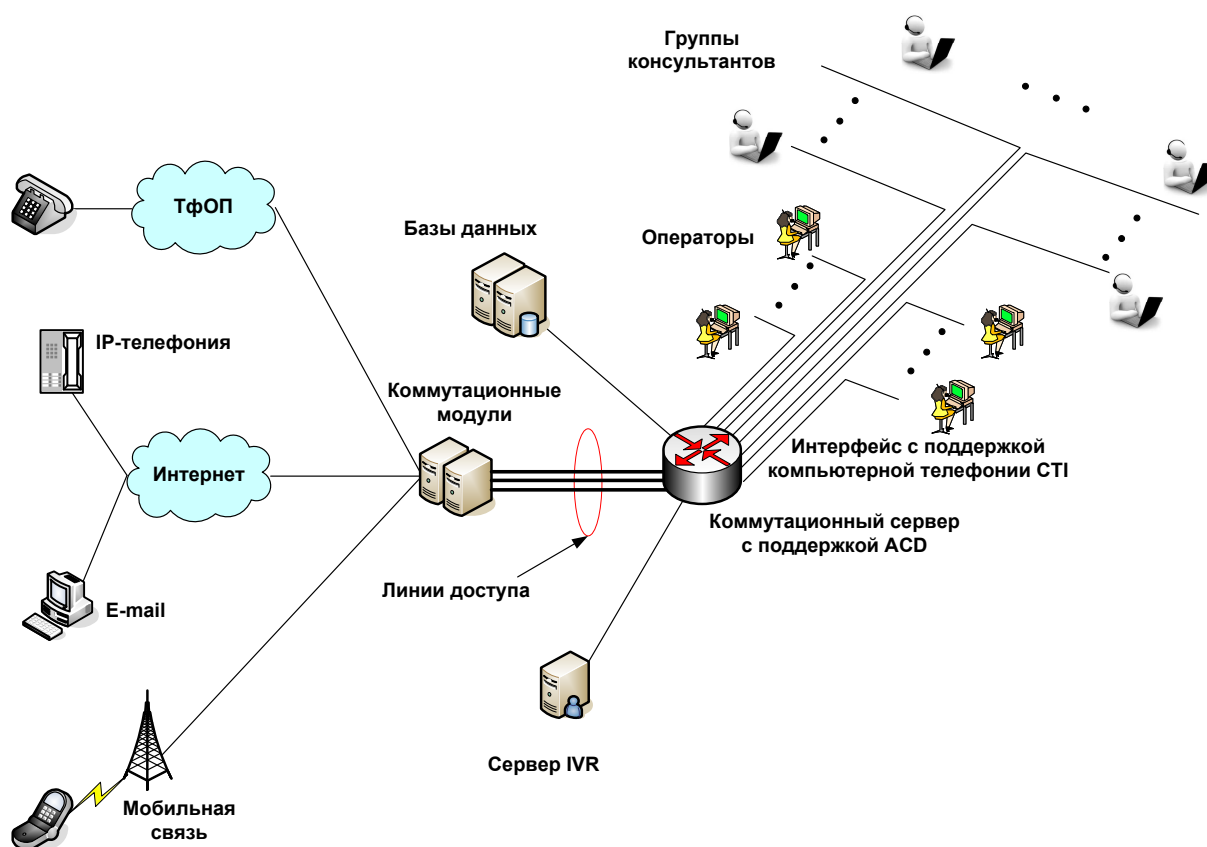 Группы
консультантов
ТфОП
Базы данных
Операторы
IP-телефония
Коммутационные
модули
Интернет
Интерфейс с поддержкой
компьютерной телефонии CTI
Коммутационный сервер
с поддержкой ACD
Линии доступа
E-mail
Сервер IVR
Мобильная
связь